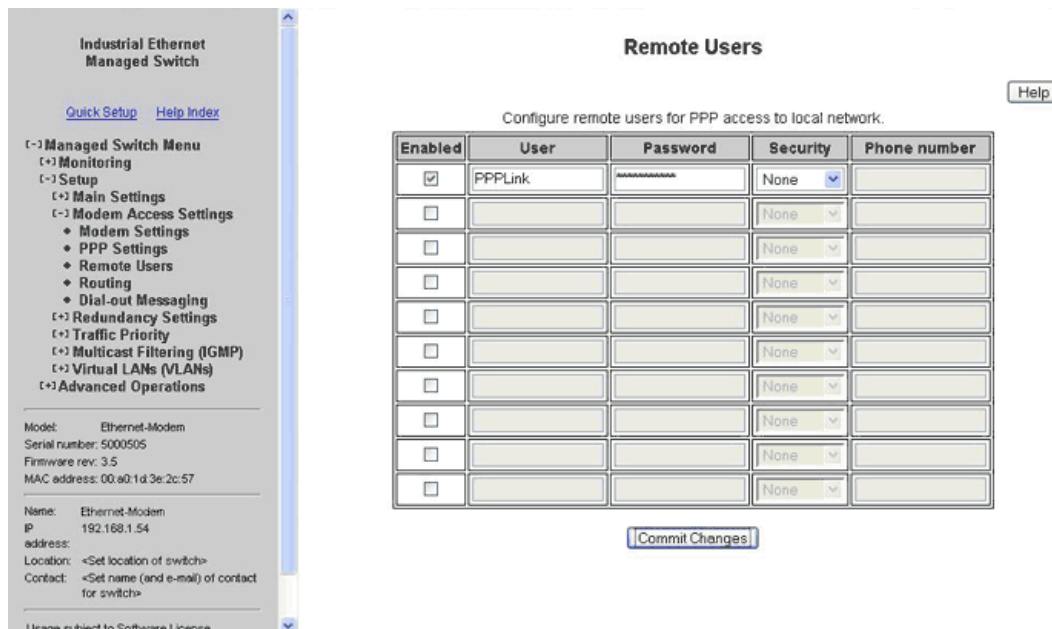 Industrial Ethernet
Managed Switch
Quick Setup Help Index
[-] Managed Switch Menu
[+] Monitoring
[-] Setup
[+] Main Settings
[-] Modem Access Settings
Modem Settings
PPP Settings
Remote Users
Routing
Dial-out Messaging
[+] Redundancy Settings
[+] Traffic Priority
[+] Multicast Filtering (IGMP)
[+] Virtual LANs (VLANs)
[+] Advanced Operations
Model: Ethernet-Modem
Serial number: 5000505
Firmware rev: 3.5
MAC address: 00:a0:1d:3e:2c:57
Name: Ethernet-Modem
IP address: 192.168.1.54
Location: <Set location of switch>
Contact: <Set name (and e-mail) of contact
for switch>
Usage subject to Software License
Remote Users
Help
Configure remote users for PPP access to local network.
Enabled User Password Security Phone number
PPPLink ************ None
None
None
None
None
None
None
None
None
None
Commit Changes